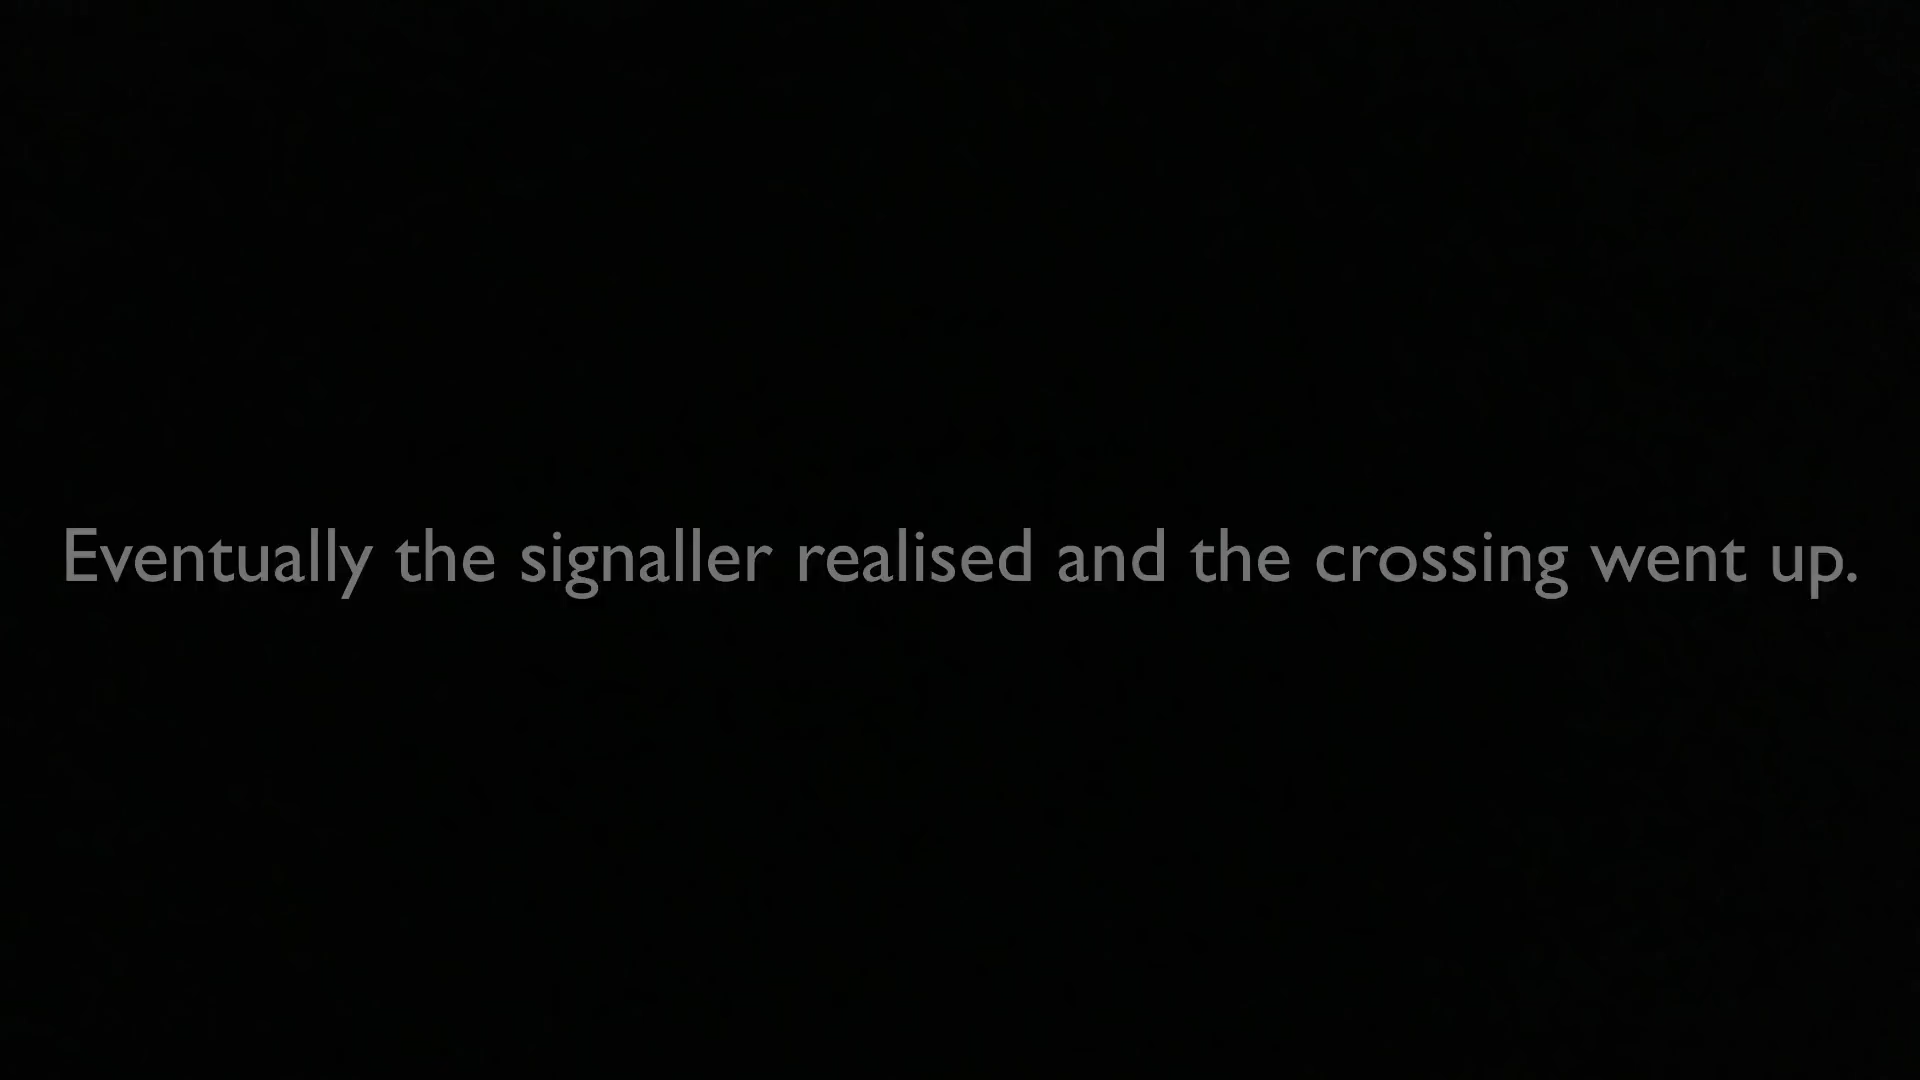 Eventually the signaller realised and the crossing went up.